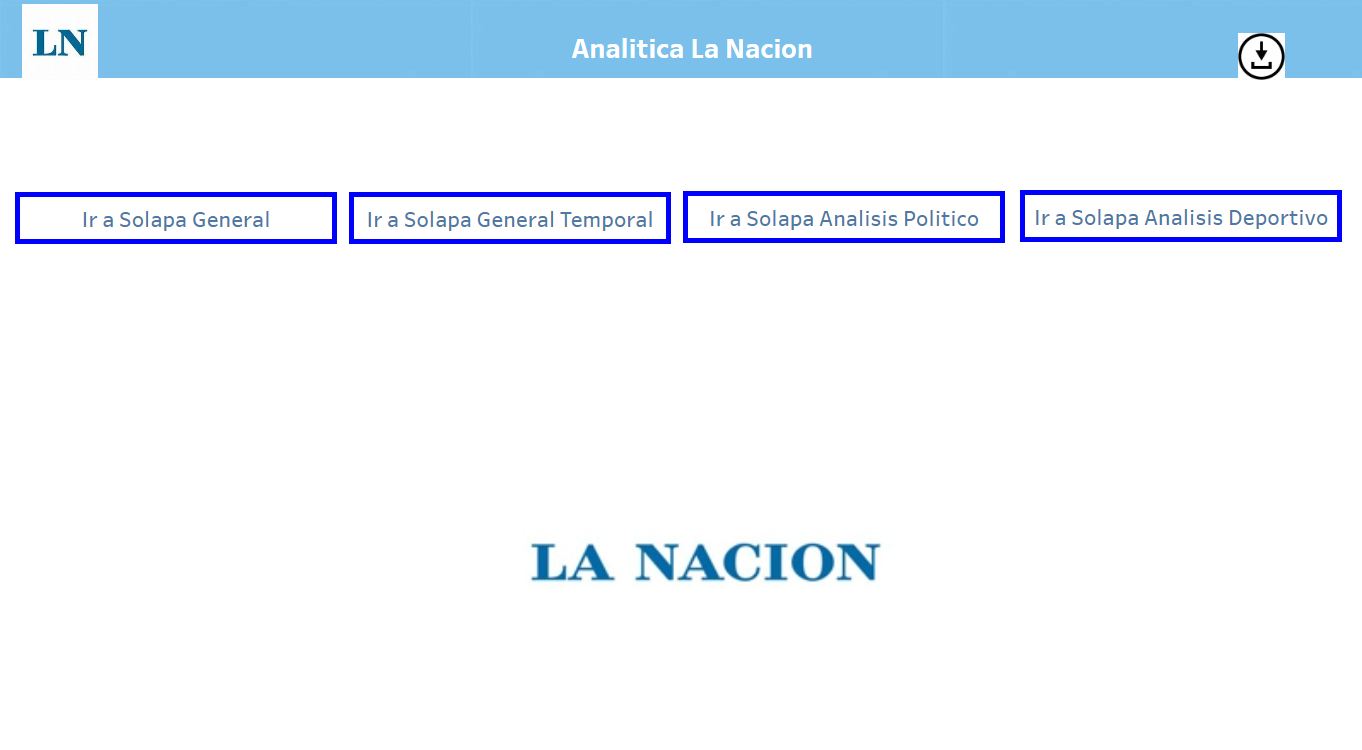 LN
Analitica La Nacion
Ir a Solapa General
Ir a Solapa General Temporal
Ir a Solapa Analisis Politico
Ir a Solapa Analisis Deportivo
LA NACION